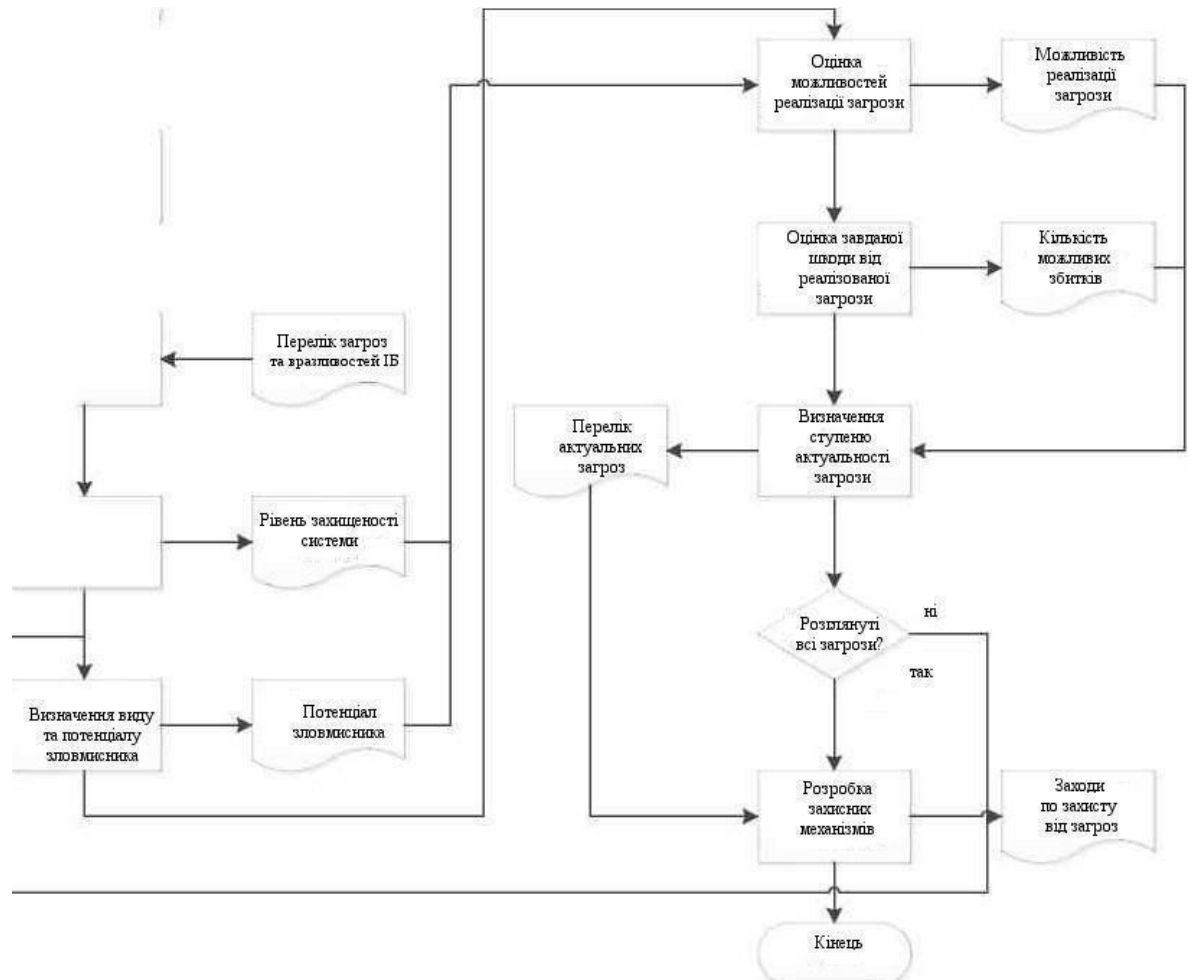 Перелік загроз
та вразливостей ІБ
Рівень захищеності
системи
Визначення виду
та потенціалу
зловмисника
Потенціал
зловмисника
Оцінка
можливостей
реалізації загрози
Можливість
реалізації
загрози
Оцінка завданої
шкоди від
реалізованої
загрози
Кількість
можливих
збитків
Перелік
актуальних
загроз
Визначення
ступеню
актуальності
загрози
Розглянуті
всі загрози?
ні
так
Розробка
захисних
механізмів
Заходи
по захисту
від загроз
Кінець